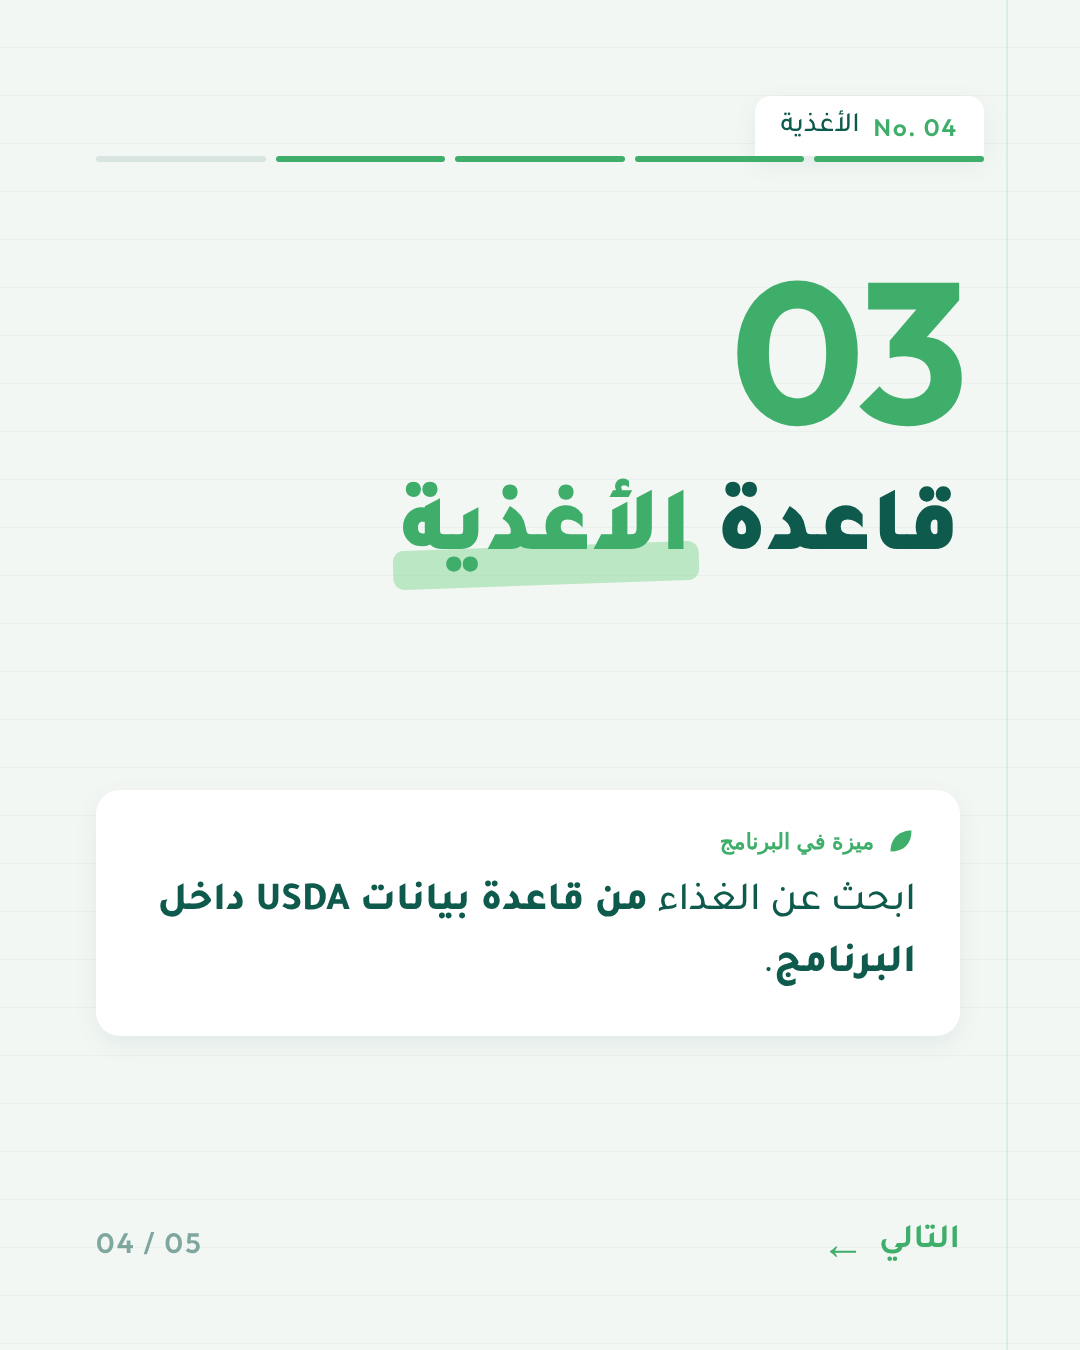 No. 04 الأغذية
03
قاعدة الأغذية
ميزة في البرنامج
ابحث عن الغذاء من قاعدة بيانات USDA داخل
البرنامج.
التالي ←
04 / 05